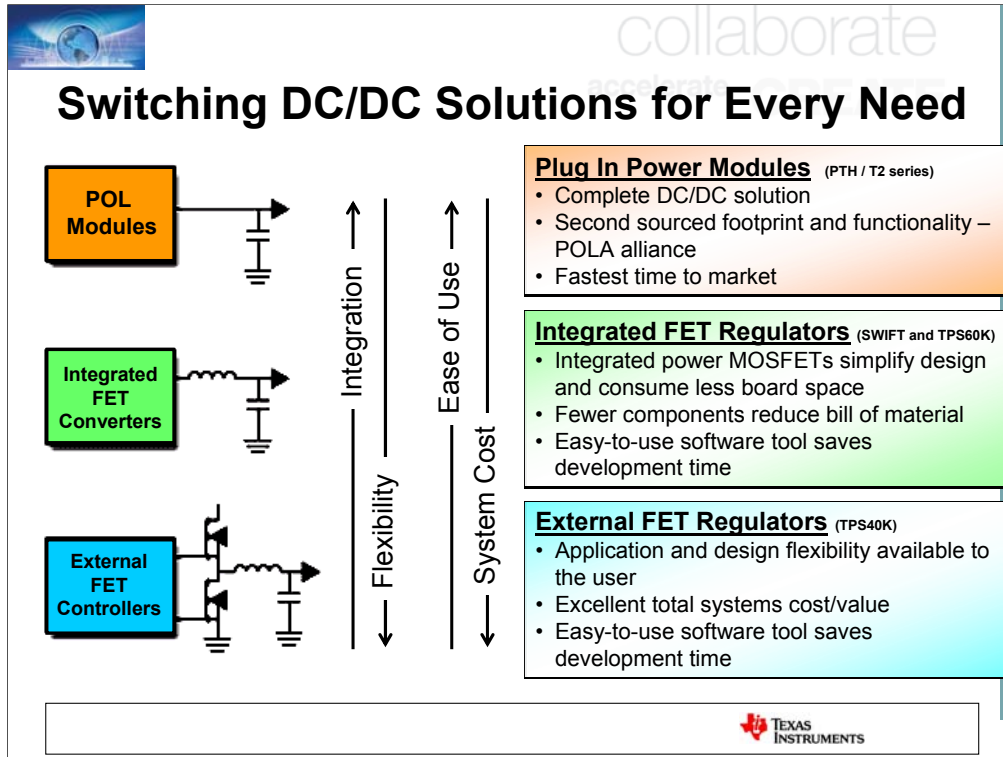 collaborate
accelerate CREATE
Switching DC/DC Solutions for Every Need
POL
Modules
Integrated
FET
Converters
External
FET
Controllers
Integration
Flexibility
Ease of Use
System Cost
Plug In Power Modules (PTH / T2 series)
• Complete DC/DC solution
• Second sourced footprint and functionality –
POLA alliance
• Fastest time to market
Integrated FET Regulators (SWIFT and TPS60K)
• Integrated power MOSFETs simplify design
and consume less board space
• Fewer components reduce bill of material
• Easy-to-use software tool saves
development time
External FET Regulators (TPS40K)
• Application and design flexibility available to
the user
• Excellent total systems cost/value
• Easy-to-use software tool saves
development time
TEXAS
INSTRUMENTS